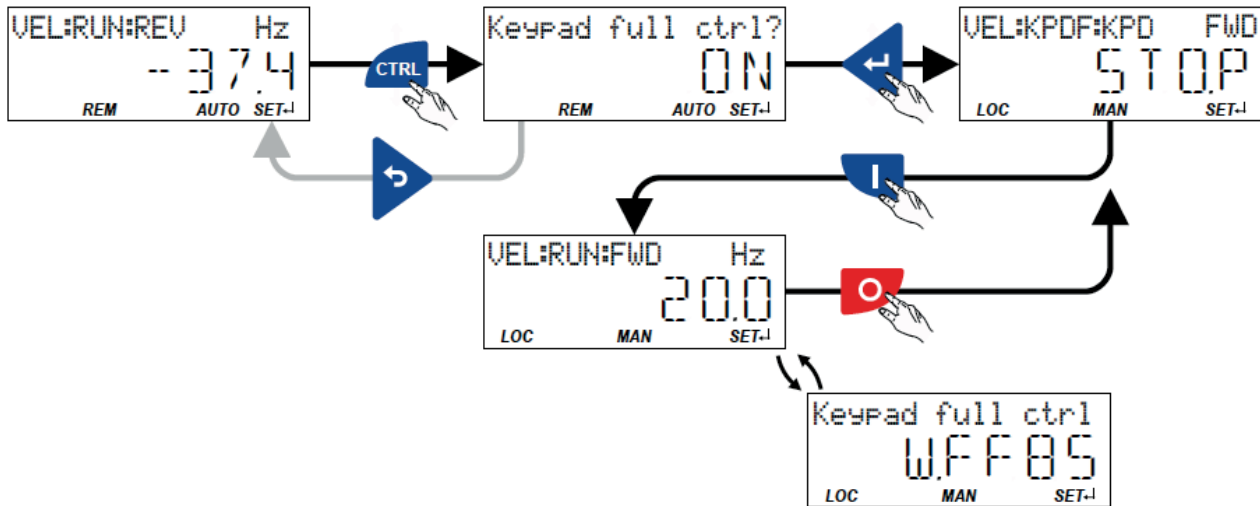 VEL:RUN:REV Hz
-37.4
REM AUTO SET↵
CTRL
Keypad full ctrl?
ON
REM AUTO SET↵
VEL:KPDF:KPD FWD
STO.P
LOC MAN SET↵
I
VEL:RUN:FWD Hz
20.0
LOC MAN SET↵
O
Keypad full ctrl
W.FF85
LOC MAN SET↵